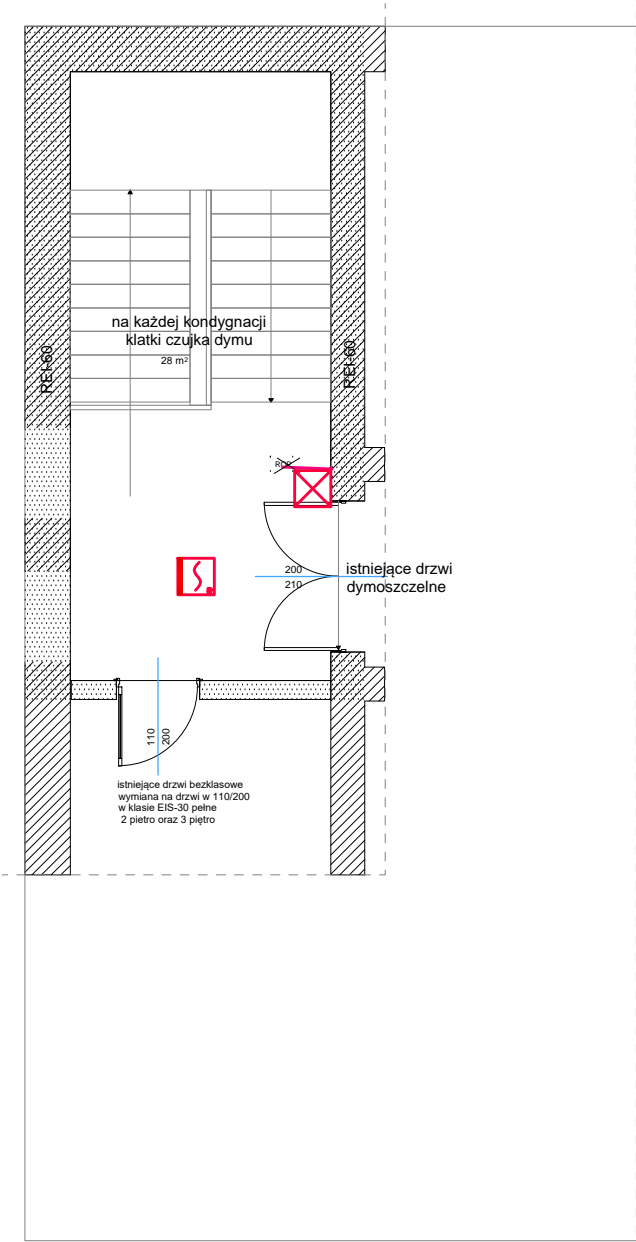 na każdej kondygnacji
klatki czujka dymu
28 m²
REI-60
REI-60
ROP
200
210
istniejące drzwi
dymoszczelne
110
200
istniejące drzwi bezklasowe
wymiana na drzwi w 110/200
w klasie EIS-30 pełne
2 pietro oraz 3 piętro